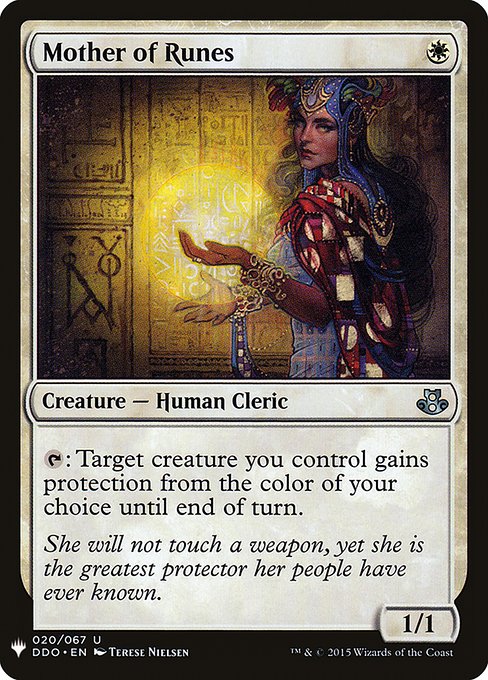 Mother of Runes
Creature — Human Cleric
: Target creature you control gains
protection from the color of your
choice until end of turn.
She will not touch a weapon, yet she is
the greatest protector her people have
ever known.
1/1
020/067 U
DDO • EN Terese Nielsen
™ & © 2015 Wizards of the Coast